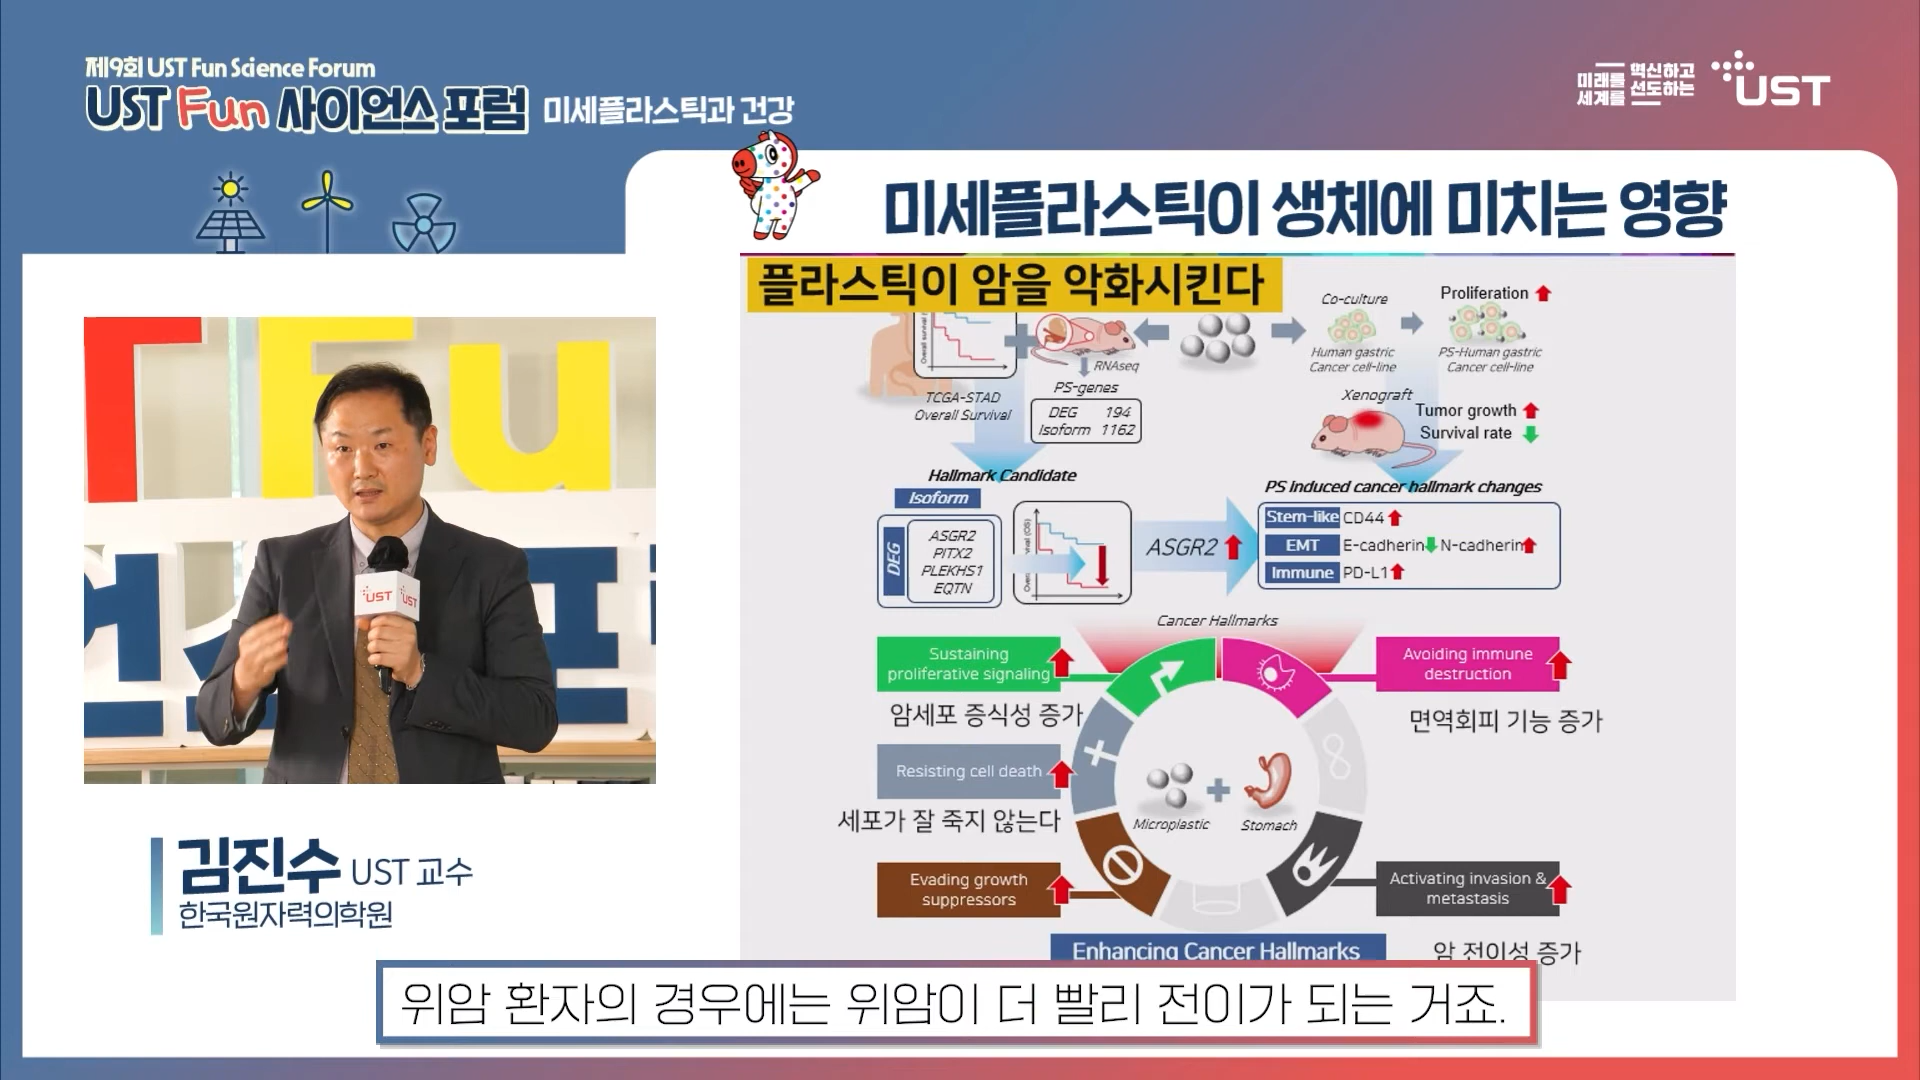 제9회 UST Fun Science Forum
UST Fun 사이언스 포럼 미세플라스틱과 건강
미래를 혁신하고
세계를 선도하는
UST
미세플라스틱이 생체에 미치는 영향
플라스틱이 암을 악화시킨다
Co-culture
Proliferation
Human gastric
Cancer cell-line
PS-Human gastric
Cancer cell-line
RNAseq
TCGA-STAD
Overall Survival
PS-genes
DEG 194
Isoform 1162
Xenograft
Tumor growth
Survival rate
Hallmark Candidate
Isoform
DEG
ASGR2
PITX2
PLEKHS1
EQTN
ASGR2
PS induced cancer hallmark changes
Stem-like CD44
EMT E-cadherin N-cadherin
Immune PD-L1
Cancer Hallmarks
Sustaining
proliferative signaling
암세포 증식성 증가
Avoiding immune
destruction
면역회피 기능 증가
Resisting cell death
세포가 잘 죽지 않는다
Microplastic
Stomach
Evading growth
suppressors
Activating invasion &
metastasis
암 전이성 증가
Enhancing Cancer Hallmarks
Fu
UST UST
김진수 UST 교수
한국원자력의학원
위암 환자의 경우에는 위암이 더 빨리 전이가 되는 거죠.